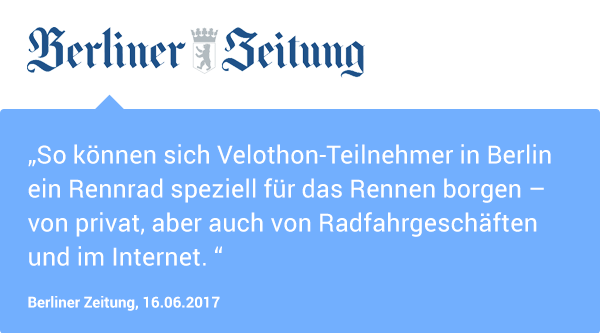 Berliner Zeitung
„So können sich Velothon-Teilnehmer in Berlin
ein Rennrad speziell für das Rennen borgen –
von privat, aber auch von Radfahrgeschäften
und im Internet. “
Berliner Zeitung, 16.06.2017